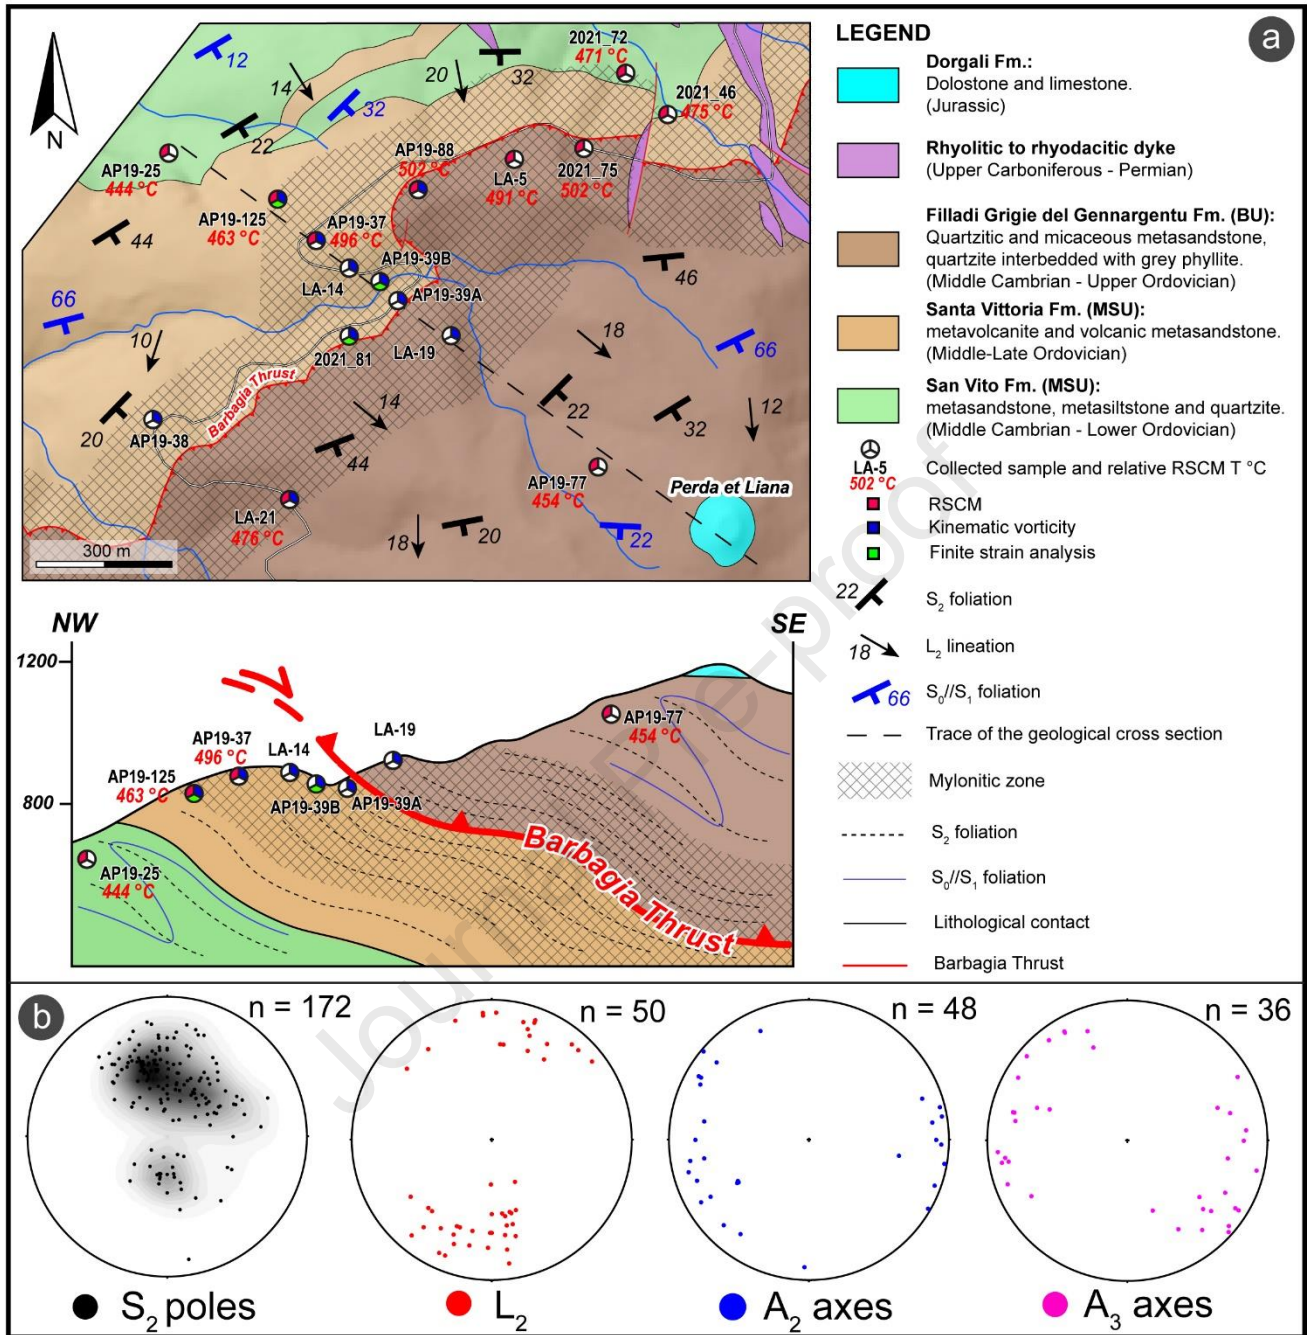 a
N
12
14
20
32
2021_72
471 °C
32
22
2021_46
475 °C
AP19-25
444 °C
AP19-88
502 °C
LA-5
491 °C
2021_75
502 °C
AP19-125
463 °C
AP19-37
496 °C
44
AP19-39B
LA-14
AP19-39A
46
66
10
2021_81
LA-19
18
66
Barbagia Thrust
14
22
32
12
20
AP19-38
44
AP19-77
454 °C
Perda et Liana
LA-21
476 °C
18
20
22
300 m
LEGEND
Dorgali Fm.:
Dolostone and limestone.
(Jurassic)
Rhyolitic to rhyodacitic dyke
(Upper Carboniferous - Permian)
Filladi Grigie del Gennargentu Fm. (BU):
Quartzitic and micaceous metasandstone,
quartzite interbedded with grey phyllite.
(Middle Cambrian - Upper Ordovician)
Santa Vittoria Fm. (MSU):
metavolcanite and volcanic metasandstone.
(Middle-Late Ordovician)
San Vito Fm. (MSU):
metasandstone, metasiltstone and quartzite.
(Middle Cambrian - Lower Ordovician)
LA-5
502 °C
Collected sample and relative RSCM T °C
RSCM
Kinematic vorticity
Finite strain analysis
22
S2 foliation
18
L2 lineation
66
S0//S1 foliation
Trace of the geological cross section
Mylonitic zone
S2 foliation
S0//S1 foliation
Lithological contact
Barbagia Thrust
NW
SE
1200
800
AP19-37
496 °C
LA-14
LA-19
AP19-77
454 °C
AP19-125
463 °C
AP19-39B
AP19-39A
AP19-25
444 °C
Barbagia Thrust
Journal Pre-proof
b
n = 172
n = 50
n = 48
n = 36
S2 poles
L2
A2 axes
A3 axes